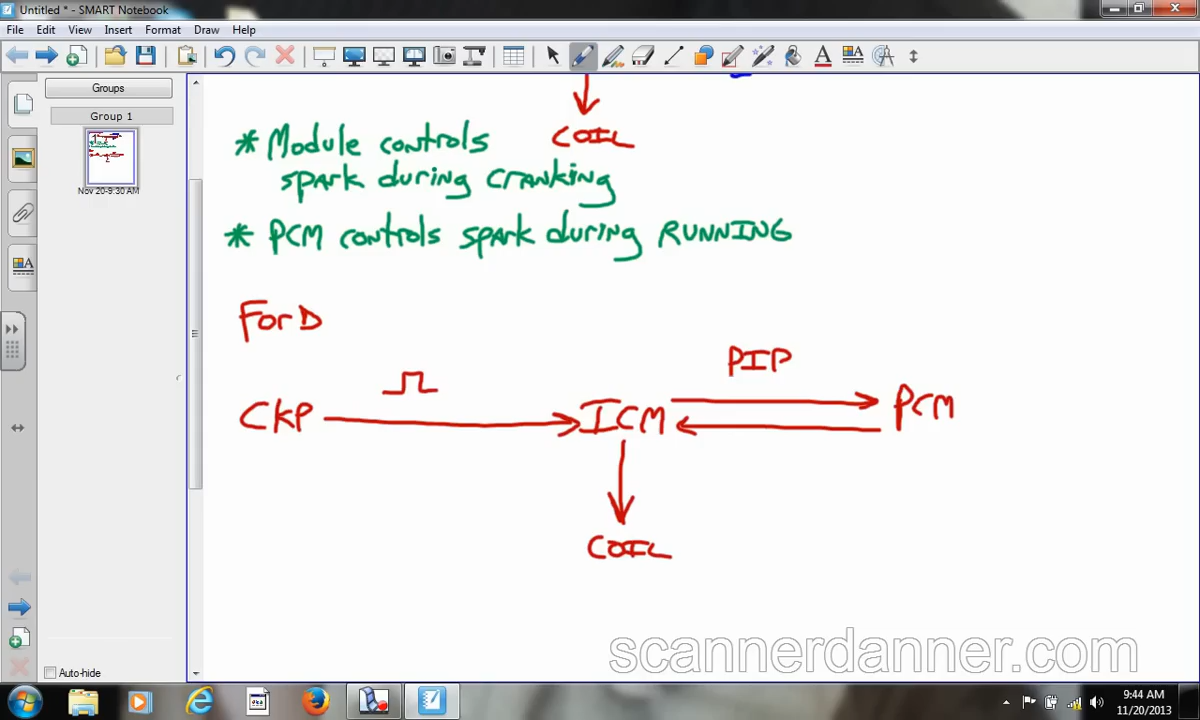 Untitled * - SMART Notebook
File Edit View Insert Format Draw Help
Groups
Group 1
Nov 20-9:30 AM
Auto-hide
COIL
* Module controls
spark during CRANKING
* PCM controls spark during RUNNING
Ford
PIP
CKP ICM PCM
COIL
scannerdanner.com
9:44 AM
11/20/2013